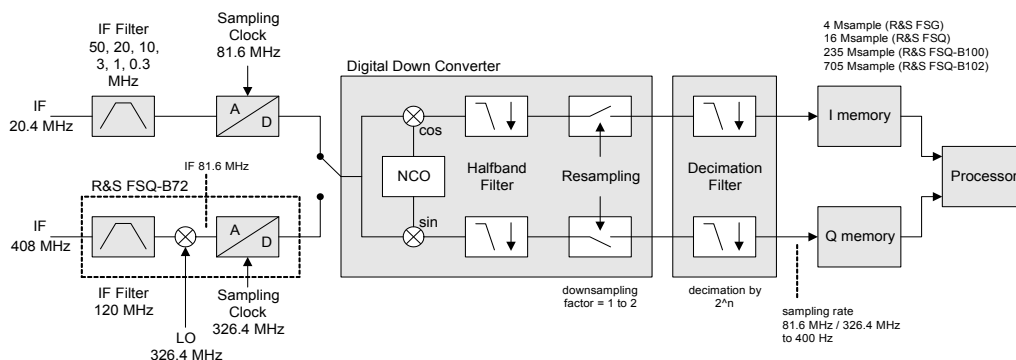 IF Filter
50, 20, 10,
3, 1, 0.3
MHz
Sampling
Clock
81.6 MHz
4 Msample (R&S FSG)
16 Msample (R&S FSQ)
235 Msample (R&S FSQ-B100)
705 Msample (R&S FSQ-B102)
Digital Down Converter
IF
20.4 MHz
A
D
cos
I memory
IF 81.6 MHz
NCO
Halfband
Filter
Resampling
Decimation
Filter
Processor
R&S FSQ-B72
IF
408 MHz
A
D
sin
Q memory
IF Filter
120 MHz
Sampling
Clock
326.4 MHz
LO
326.4 MHz
downsampling
factor = 1 to 2
decimation by
2^n
sampling rate
81.6 MHz / 326.4 MHz
to 400 Hz